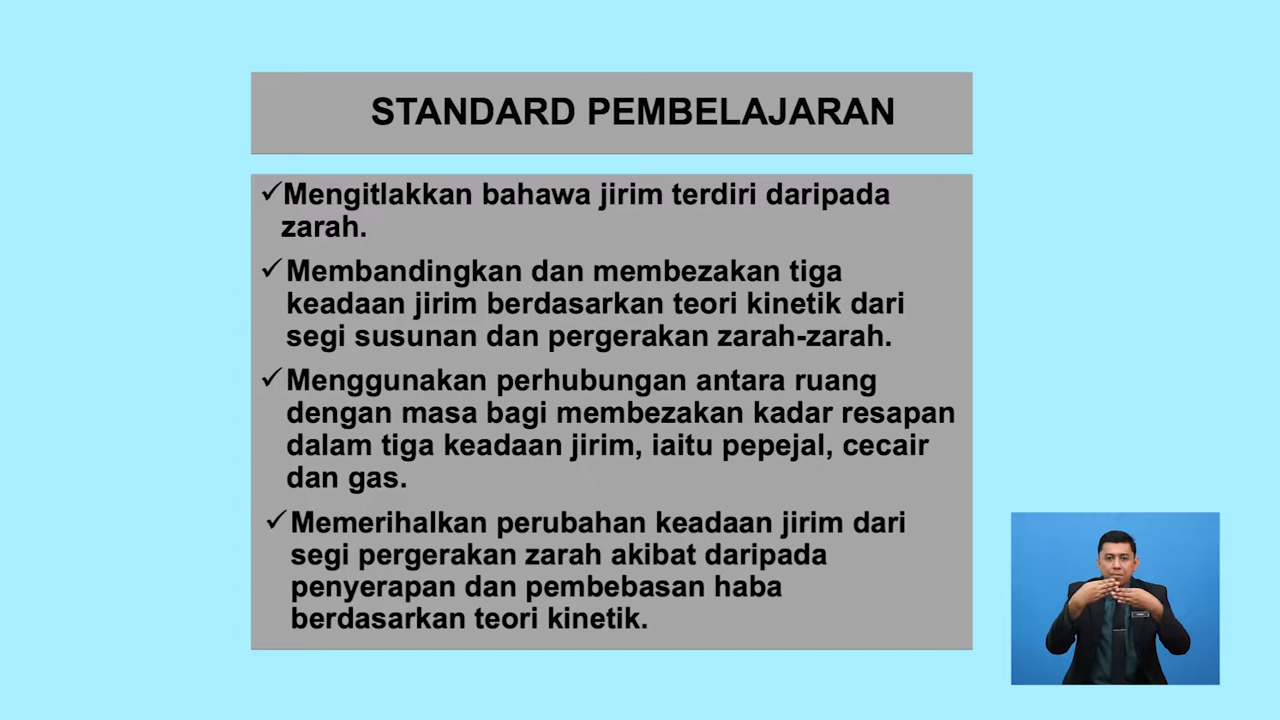 STANDARD PEMBELAJARAN
✓Mengitlakkan bahawa jirim terdiri daripada
zarah.
✓Membandingkan dan membezakan tiga
keadaan jirim berdasarkan teori kinetik dari
segi susunan dan pergerakan zarah-zarah.
✓Menggunakan perhubungan antara ruang
dengan masa bagi membezakan kadar resapan
dalam tiga keadaan jirim, iaitu pepejal, cecair
dan gas.
✓Memerihalkan perubahan keadaan jirim dari
segi pergerakan zarah akibat daripada
penyerapan dan pembebasan haba
berdasarkan teori kinetik.